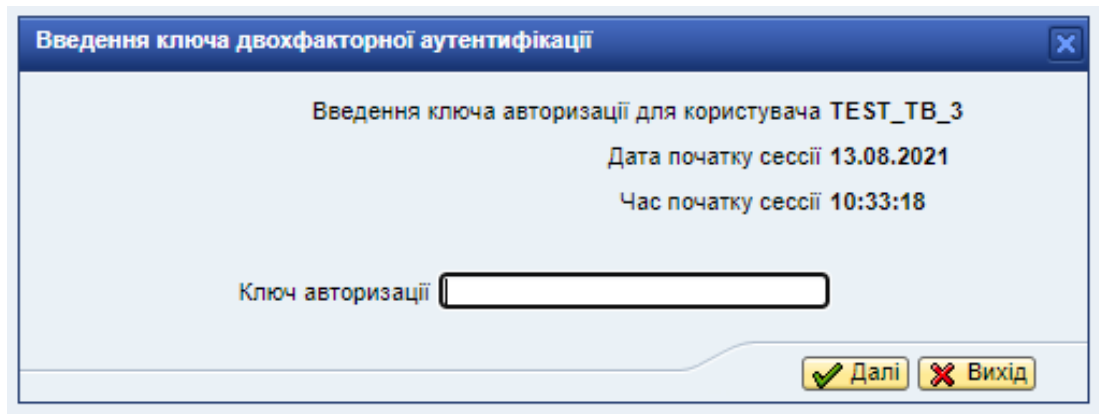 Введення ключа двохфакторної аутентифікації
Введення ключа авторизації для користувача TEST_TB_3
Дата початку сессії 13.08.2021
Час початку сессії 10:33:18
Ключ авторизації
Далі Вихід